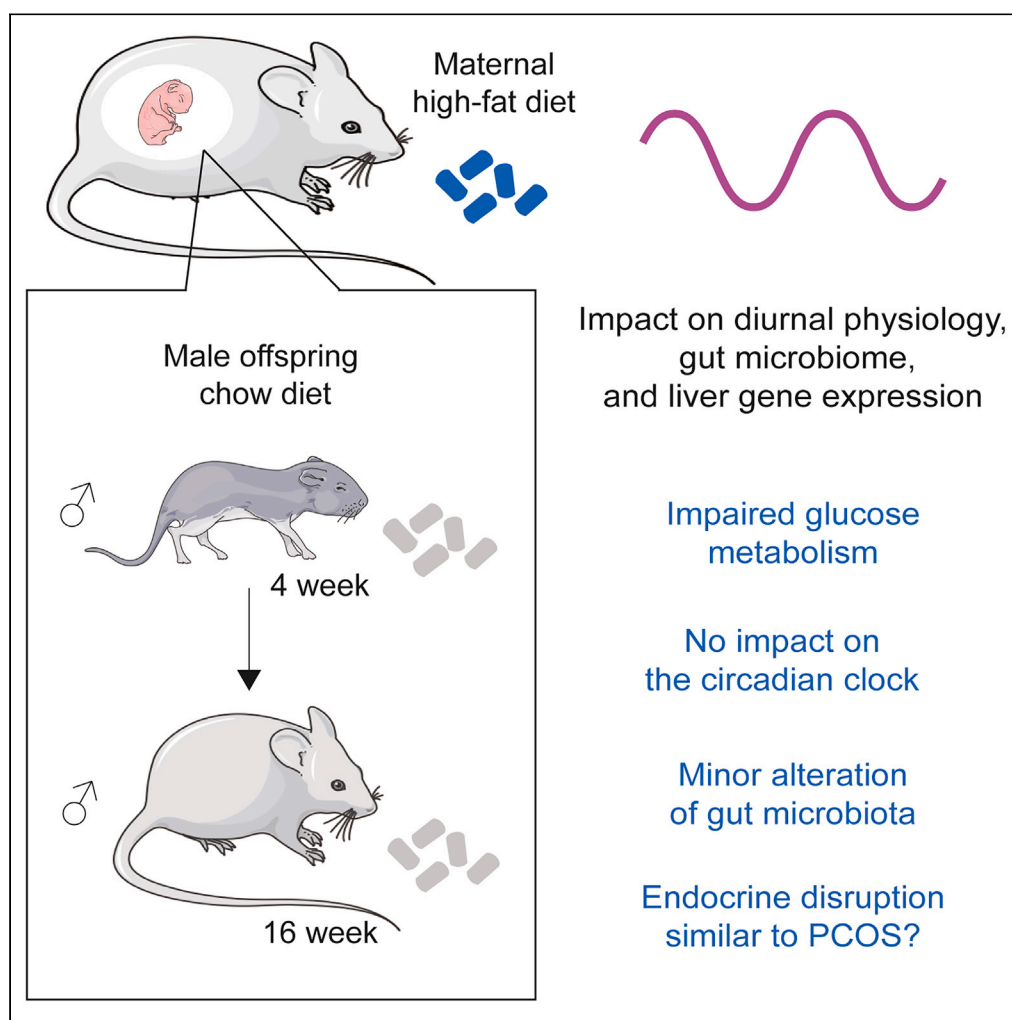 Maternal
high-fat diet
Impact on diurnal physiology,
gut microbiome,
and liver gene expression
Male offspring
chow diet
4 week
16 week
Impaired glucose
metabolism
No impact on
the circadian clock
Minor alteration
of gut microbiota
Endocrine disruption
similar to PCOS?